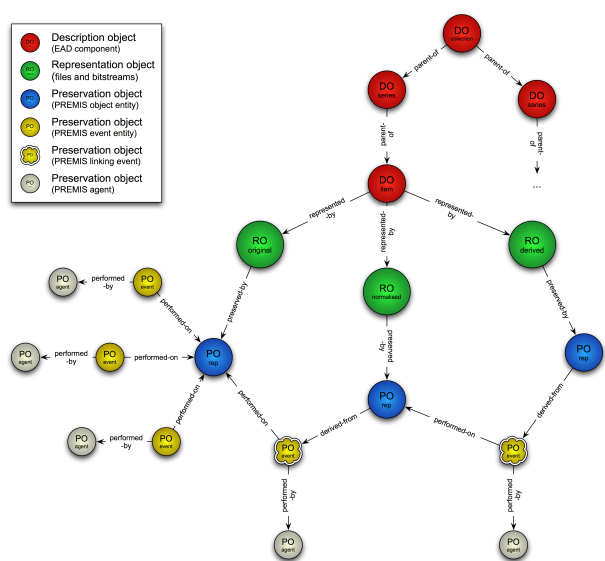 DO
Description object
(EAD component)
RO
Representation object
(files and bitstreams)
PO
Preservation object
(PREMIS object entity)
PO
Preservation object
(PREMIS event entity)
PO
Preservation object
(PREMIS linking event)
PO
Preservation object
(PREMIS agent)
DO
collection
parent-of
parent-of
DO
series
DO
series
parent-
of
parent-
of
...
DO
item
represented
-by
represented-
by
represented-
by
RO
original
RO
derived
RO
normalised
preserved-by
preserved
-by
preserved-by
PO
agent
performed
-by
PO
event
performed-on
PO
agent
performed
-by
PO
event
performed-on
PO
rep
PO
rep
PO
agent
performed
-by
PO
event
performed-on
PO
rep
performed-on
derived-from
performed-on
derived-from
PO
event
PO
event
performed
-by
performed
-by
PO
agent
PO
agent